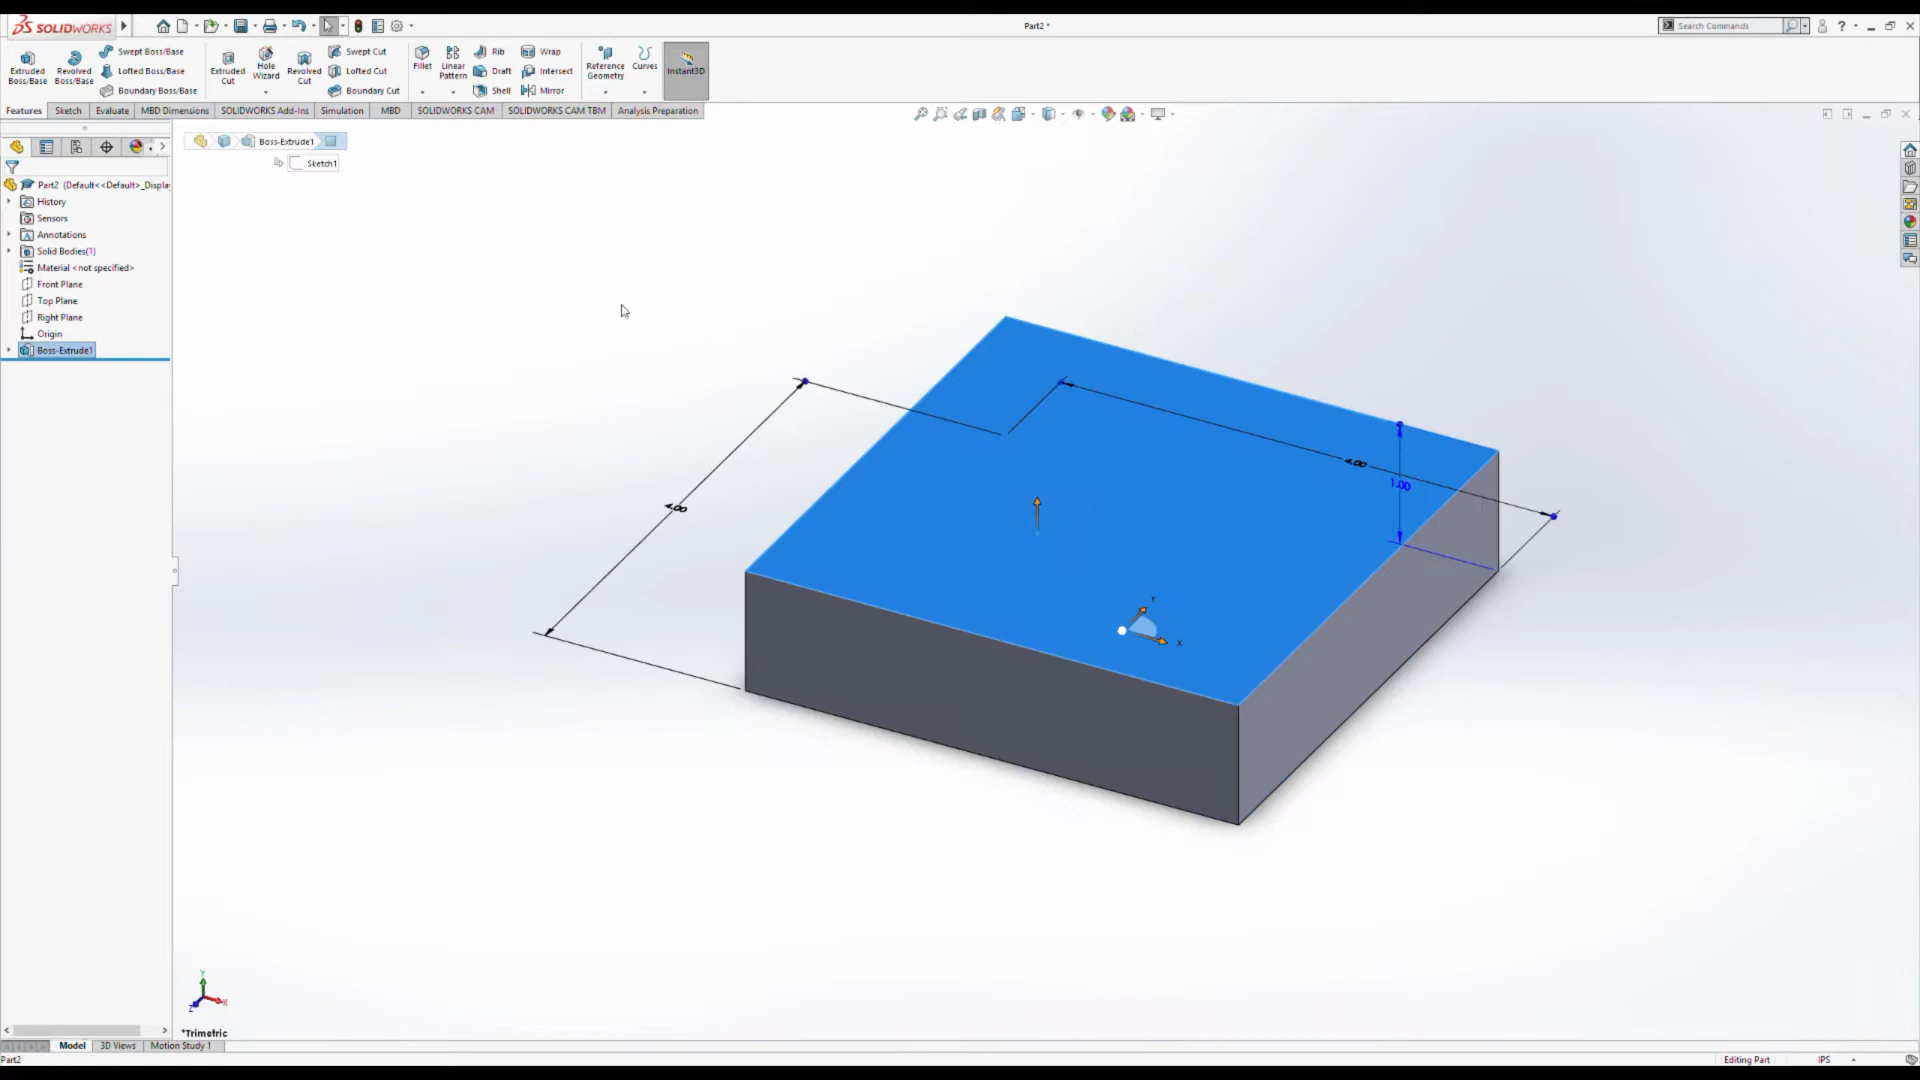 SOLIDWORKS
Part2 *
Search Commands
?
Extruded Boss/Base
Revolved Boss/Base
Swept Boss/Base
Lofted Boss/Base
Boundary Boss/Base
Extruded Cut
Hole Wizard
Revolved Cut
Swept Cut
Lofted Cut
Boundary Cut
Fillet
Linear Pattern
Rib
Draft
Shell
Wrap
Intersect
Mirror
Reference Geometry
Curves
Instant3D
Features
Sketch
Evaluate
MBD Dimensions
SOLIDWORKS Add-Ins
Simulation
MBD
SOLIDWORKS CAM
SOLIDWORKS CAM TBM
Analysis Preparation
Boss-Extrude1
Sketch1
Part2 (Default<<Default>_Displa
History
Sensors
Annotations
Solid Bodies(1)
Material <not specified>
Front Plane
Top Plane
Right Plane
Origin
Boss-Extrude1
4.00
1.00
4.00
Y
X
Y
X
Z
*Trimetric
Model
3D Views
Motion Study 1
Part2
Editing Part
IPS